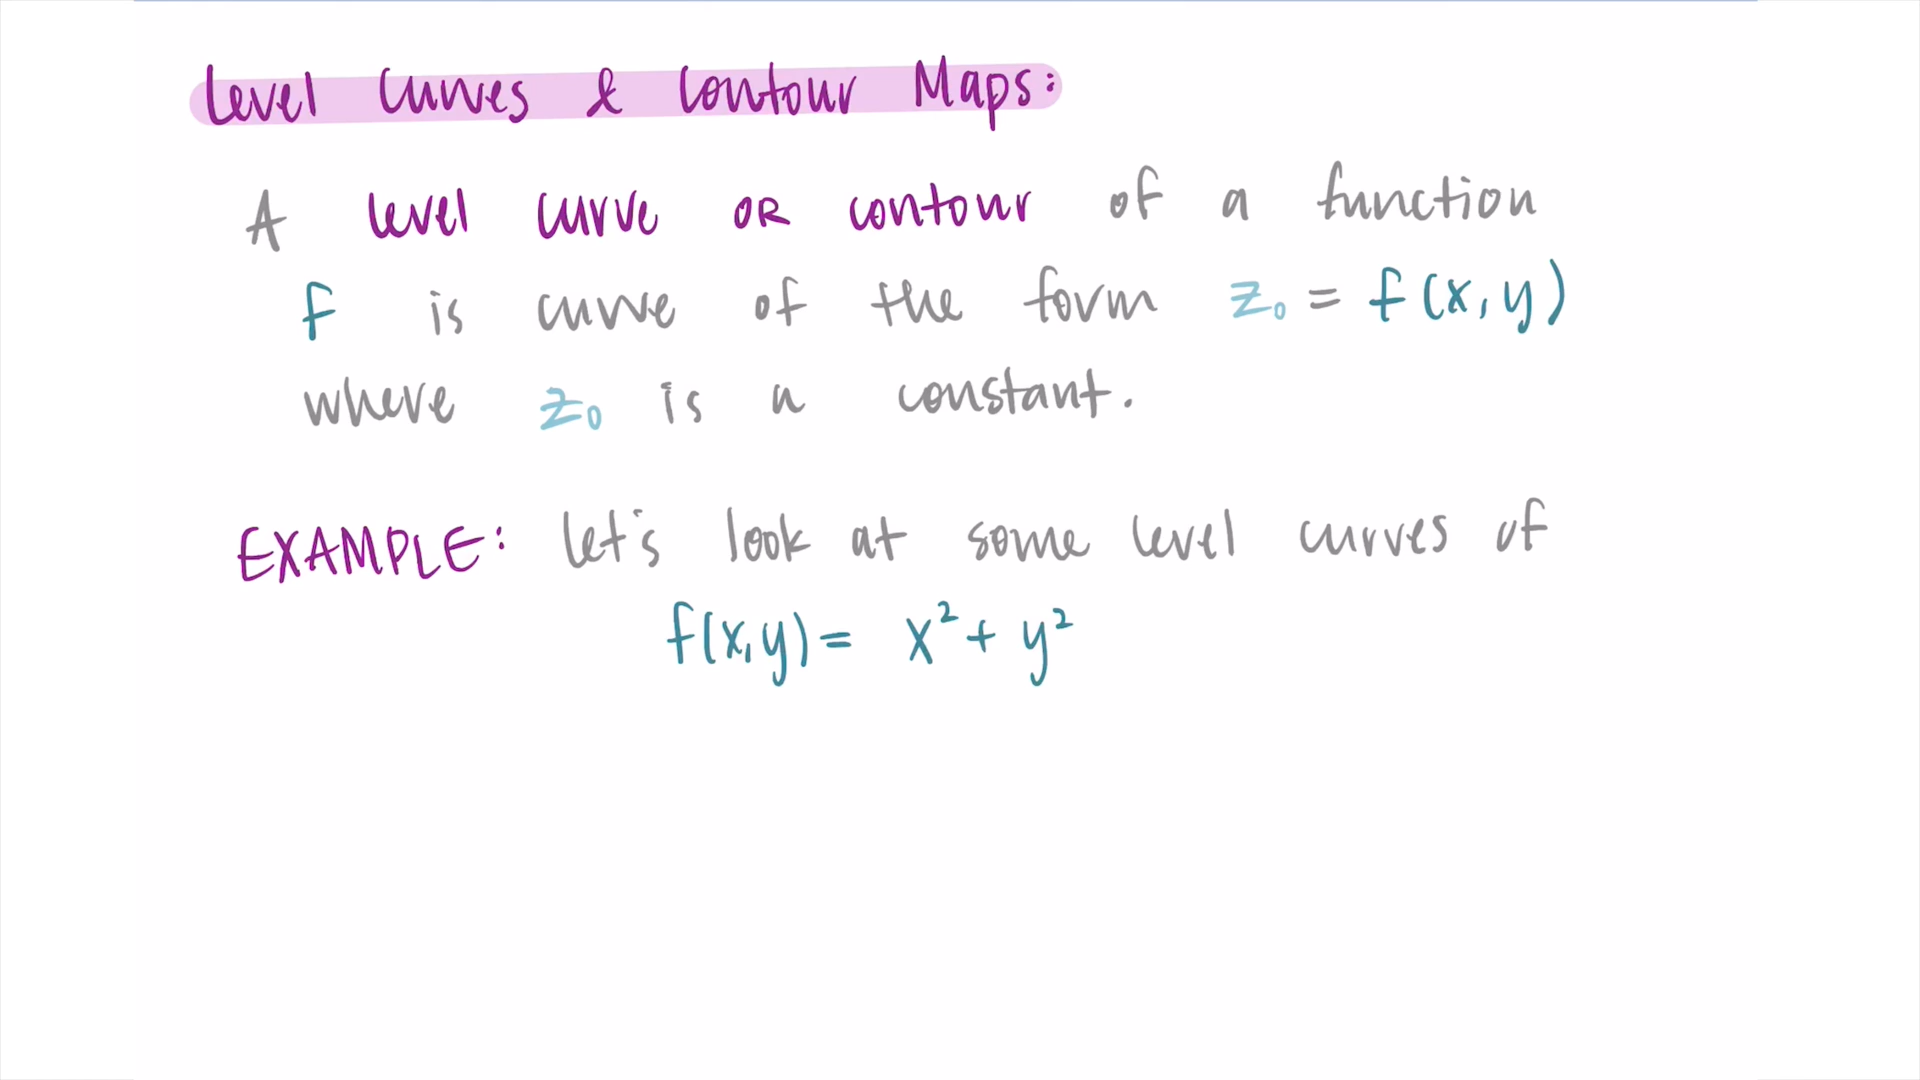 Level Curves & Contour Maps:
A level curve OR contour of a function
f is curve of the form z₀ = f(x,y)
where z₀ is a constant.
EXAMPLE: Let's look at some level curves of
f(x,y) = x² + y²